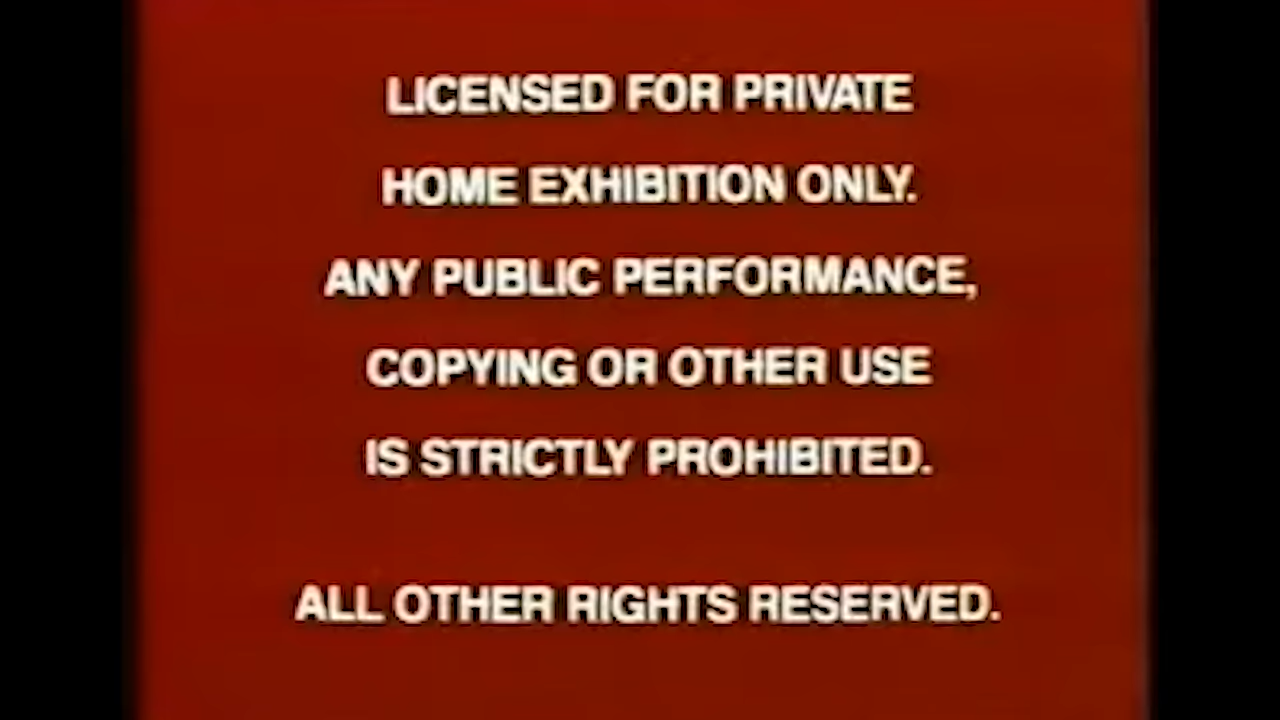 LICENSED FOR PRIVATE
HOME EXHIBITION ONLY.
ANY PUBLIC PERFORMANCE,
COPYING OR OTHER USE
IS STRICTLY PROHIBITED.
ALL OTHER RIGHTS RESERVED.